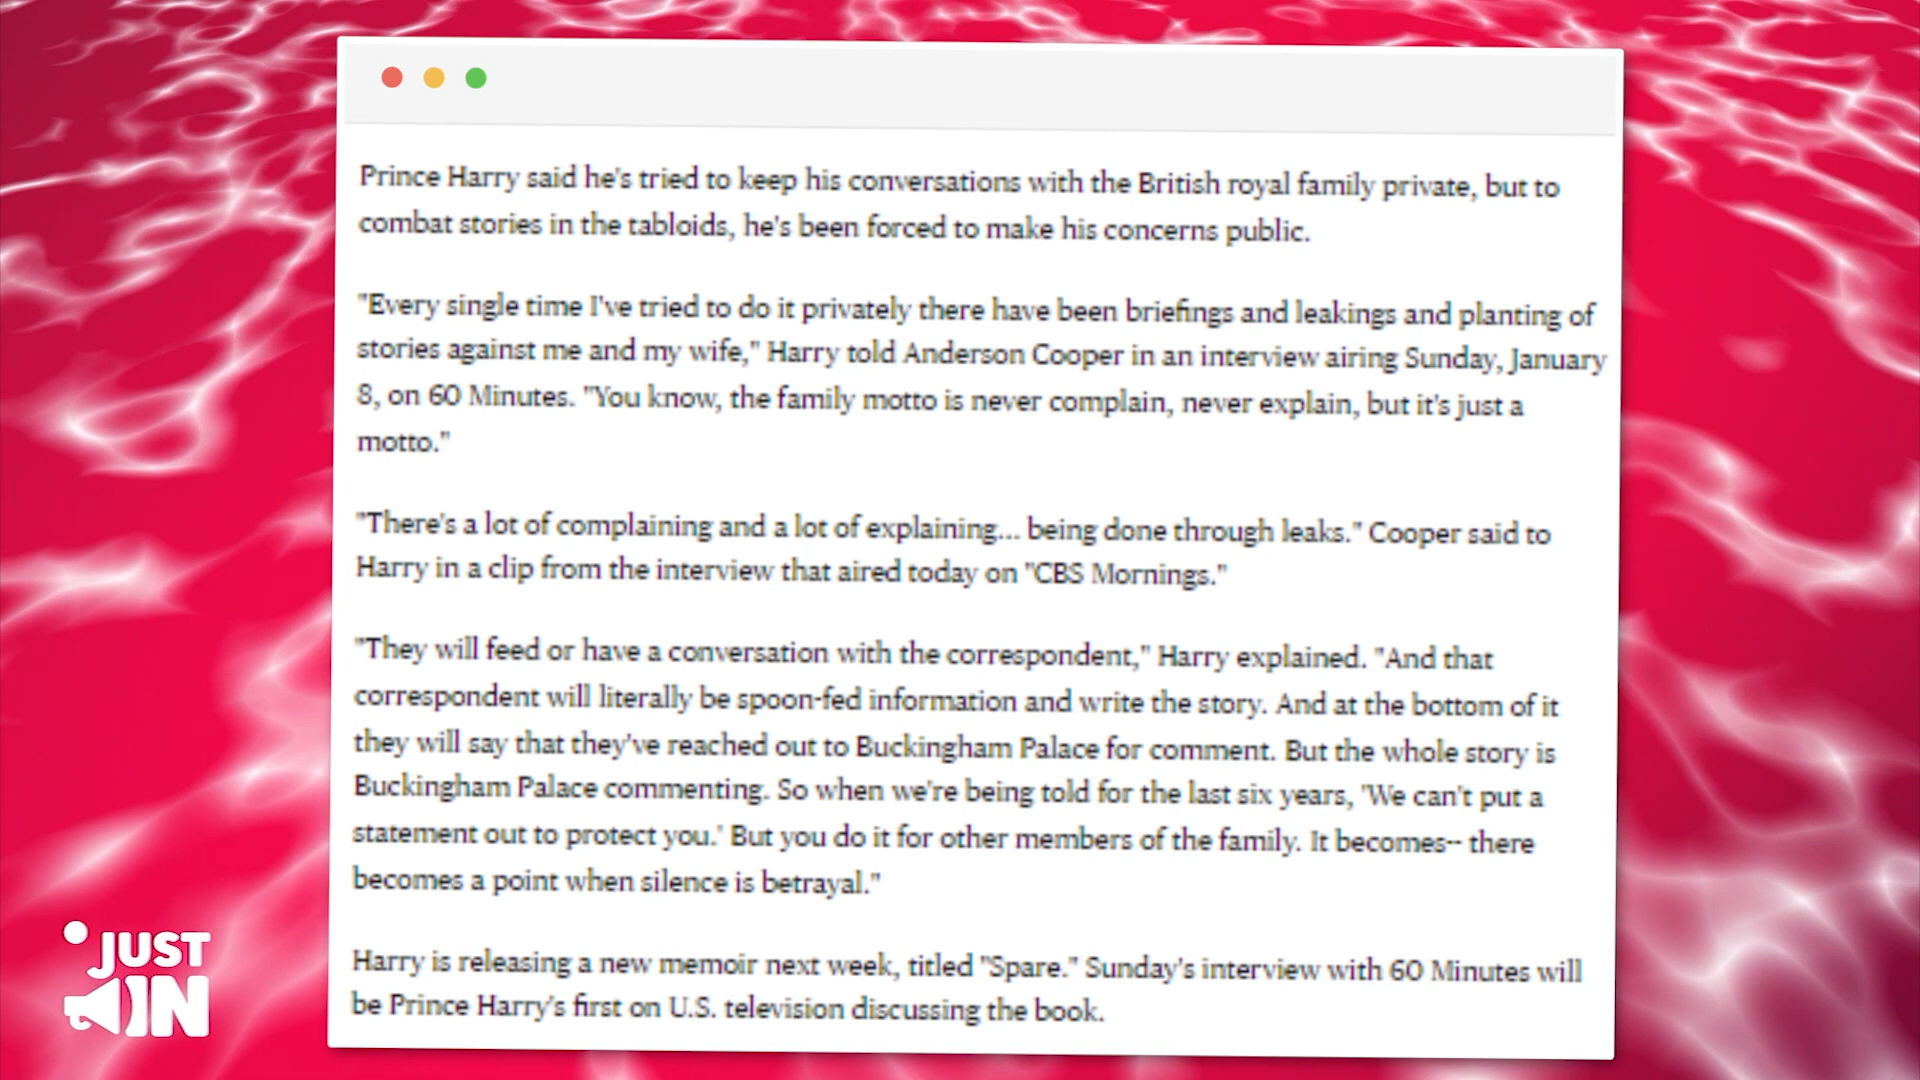 Prince Harry said he's tried to keep his conversations with the British royal family private, but to
combat stories in the tabloids, he's been forced to make his concerns public.
"Every single time I've tried to do it privately there have been briefings and leakings and planting of
stories against me and my wife," Harry told Anderson Cooper in an interview airing Sunday, January
8, on 60 Minutes. "You know, the family motto is never complain, never explain, but it's just a
motto."
"There's a lot of complaining and a lot of explaining... being done through leaks." Cooper said to
Harry in a clip from the interview that aired today on "CBS Mornings."
"They will feed or have a conversation with the correspondent," Harry explained. "And that
correspondent will literally be spoon-fed information and write the story. And at the bottom of it
they will say that they've reached out to Buckingham Palace for comment. But the whole story is
Buckingham Palace commenting. So when we're being told for the last six years, 'We can't put a
statement out to protect you.' But you do it for other members of the family. It becomes-- there
becomes a point when silence is betrayal."
Harry is releasing a new memoir next week, titled "Spare." Sunday's interview with 60 Minutes will
be Prince Harry's first on U.S. television discussing the book.
JUST
IN